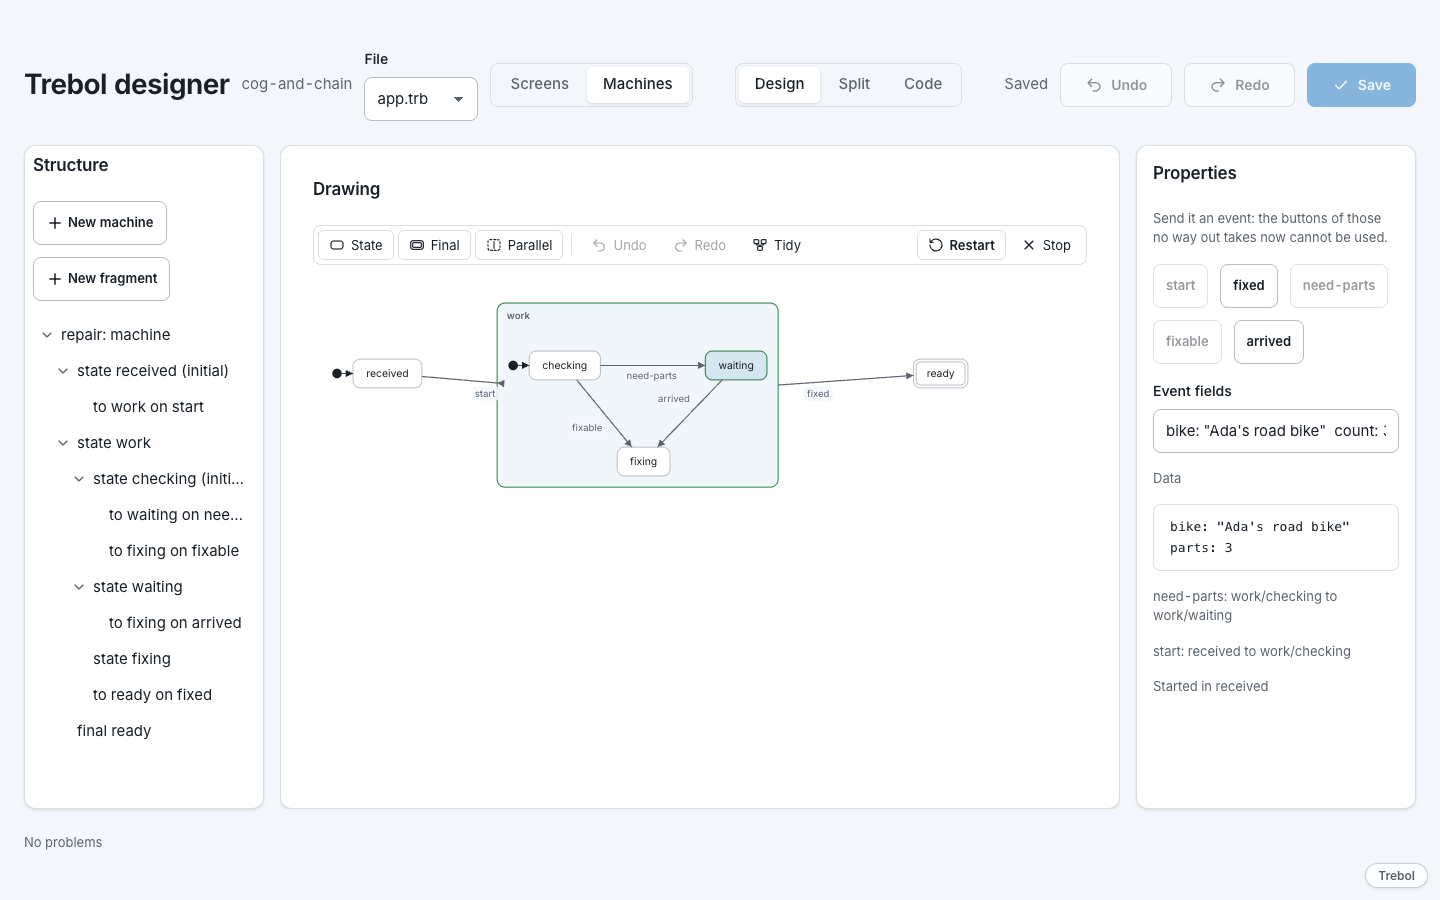 Trebol designer
cog-and-chain
File
app.trb
Screens
Machines
Design
Split
Code
Saved
Undo
Redo
Save
Structure
New machine
New fragment
repair: machine
state received (initial)
to work on start
state work
state checking (initi...
to waiting on nee...
to fixing on fixable
state waiting
to fixing on arrived
state fixing
to ready on fixed
final ready
Drawing
State
Final
Parallel
Undo
Redo
Tidy
Restart
Stop
work
received
start
checking
need-parts
waiting
arrived
fixable
fixing
fixed
ready
Properties
Send it an event: the buttons of those
no way out takes now cannot be used.
start
fixed
need-parts
fixable
arrived
Event fields
bike: "Ada's road bike" count:
Data
bike: "Ada's road bike"
parts: 3
need-parts: work/checking to
work/waiting
start: received to work/checking
Started in received
No problems
Trebol